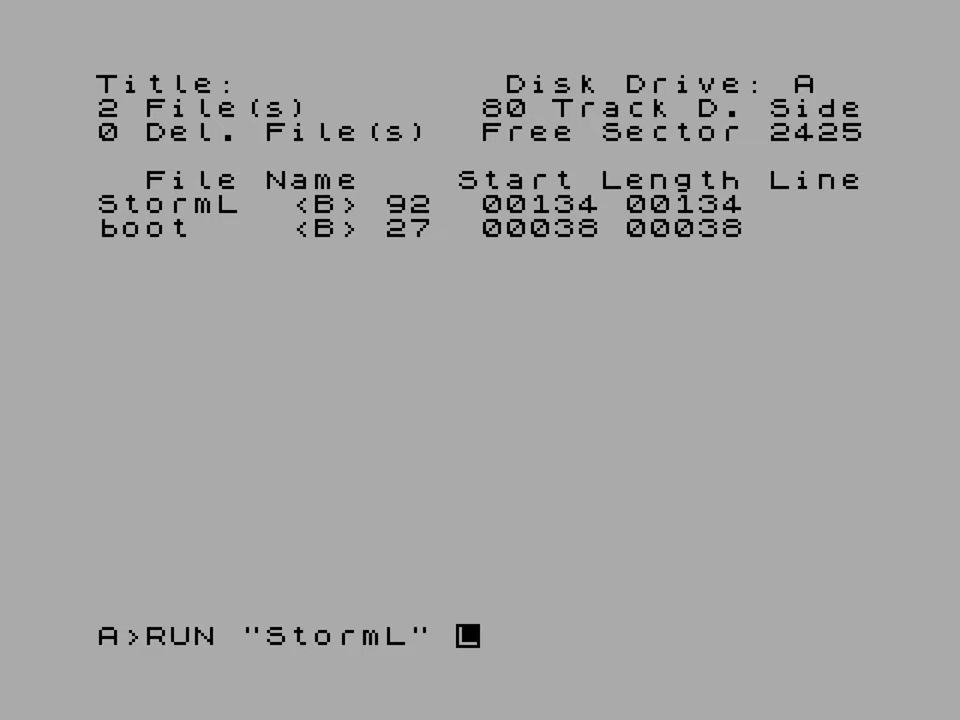 Title: Disk Drive: A
2 File(s) 80 Track D. Side
0 Del. File(s) Free Sector 2425
File Name Start Length Line
StormL <B> 92 00134 00134
boot <B> 27 00038 00038
A>RUN "StormL" L